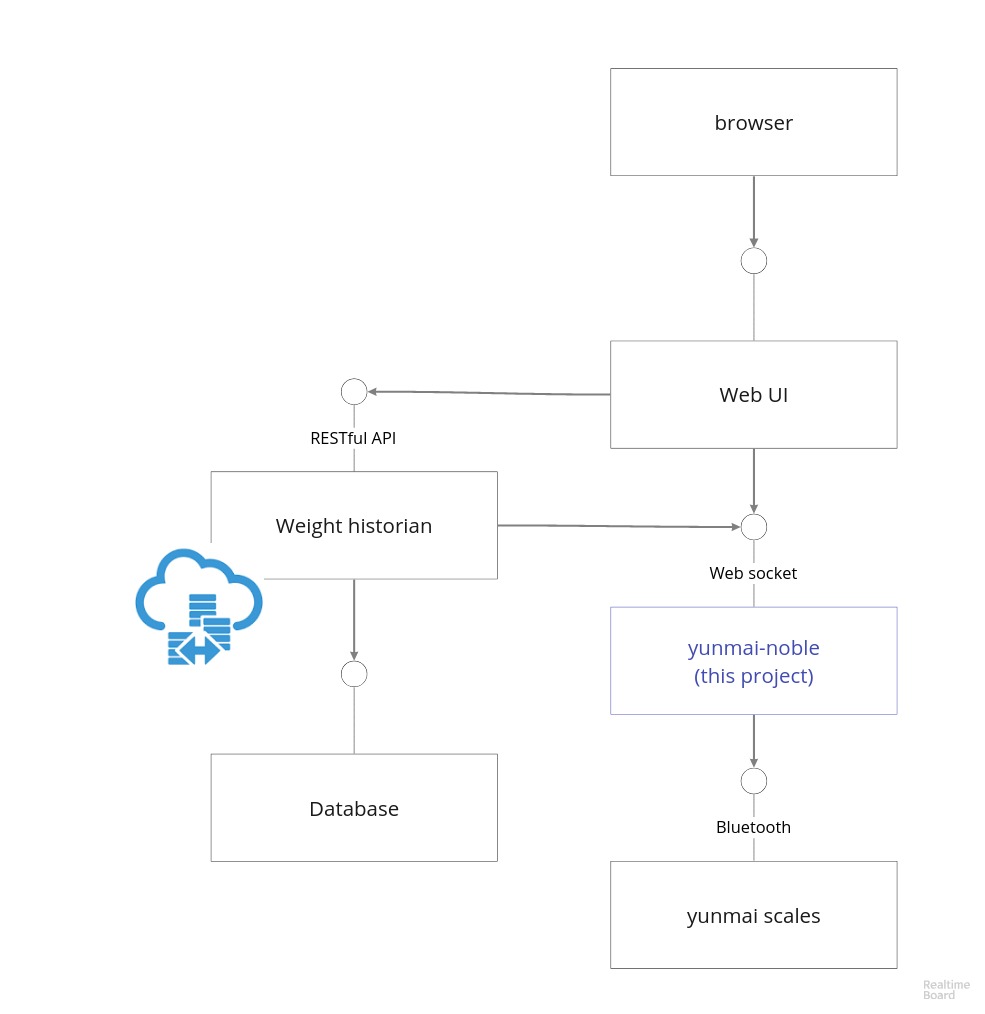 browser
Web UI
RESTful API
Weight historian
Web socket
yunmai-noble
(this project)
Database
Bluetooth
yunmai scales
Realtime
Board